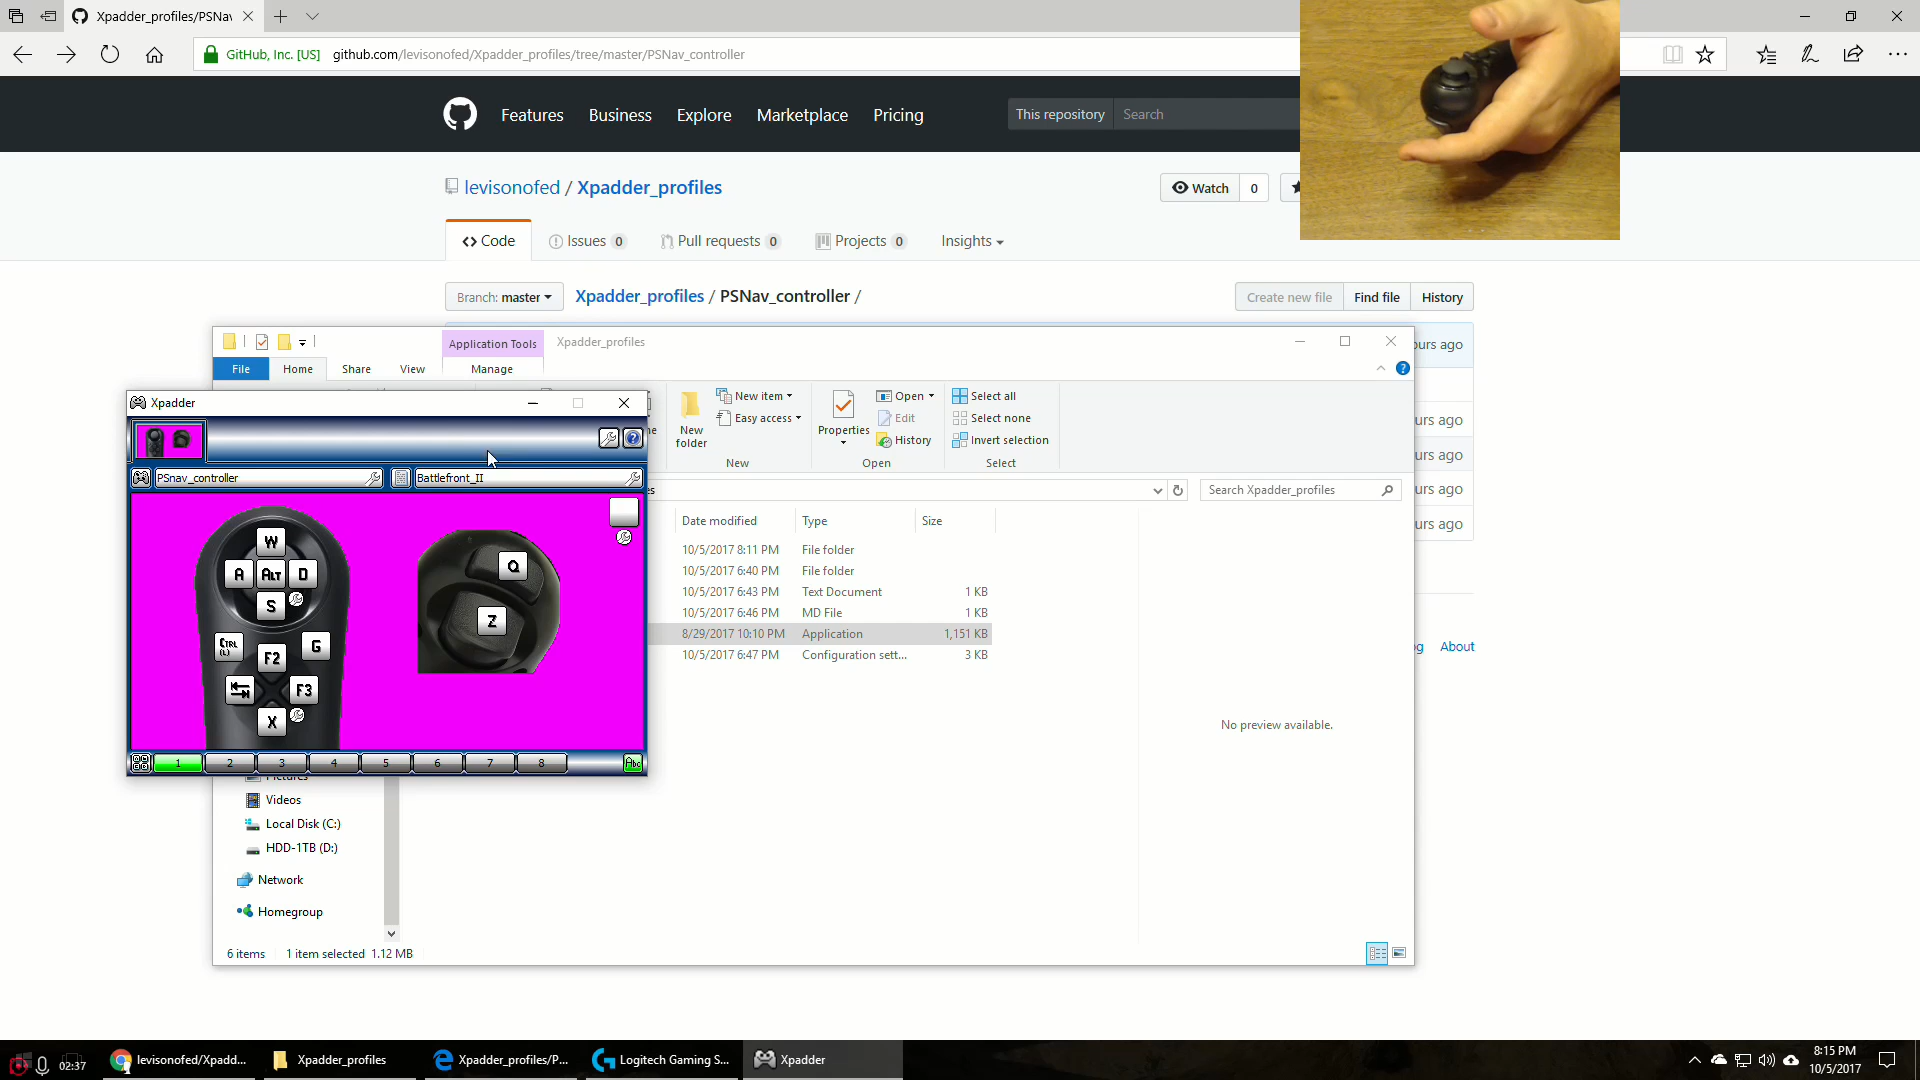 Xpadder_profiles/PSNav
GitHub, Inc. [US]
github.com/levisonofed/Xpadder_profiles/tree/master/PSNav_controller
Features
Business
Explore
Marketplace
Pricing
This repository
Search
levisonofed / Xpadder_profiles
Watch
0
Code
Issues 0
Pull requests 0
Projects 0
Insights
Branch: master
Xpadder_profiles / PSNav_controller /
Create new file
Find file
History
Application Tools
Xpadder_profiles
ours ago
File
Home
Share
View
Manage
New folder
New item
Easy access
New
Properties
Open
Edit
History
Open
Select all
Select none
Invert selection
Select
ours ago
ours ago
ours ago
ours ago
Search Xpadder_profiles
Date modified
Type
Size
10/5/2017 8:11 PM File folder
10/5/2017 6:40 PM File folder
10/5/2017 6:43 PM Text Document 1 KB
10/5/2017 6:46 PM MD File 1 KB
8/29/2017 10:10 PM Application 1,151 KB
10/5/2017 6:47 PM Configuration sett... 3 KB
About
No preview available.
Xpadder
PSnav_controller
Battlefront_II
W
A
ALT
D
S
CTRL (L)
G
F2
F3
X
Q
Z
1
2
3
4
5
6
7
8
Abc
Pictures
Videos
Local Disk (C:)
HDD-1TB (D:)
Network
Homegroup
6 items
1 item selected 1.12 MB
02:37
levisonofed/Xpadd...
Xpadder_profiles
Xpadder_profiles/P...
Logitech Gaming S...
Xpadder
8:15 PM
10/5/2017